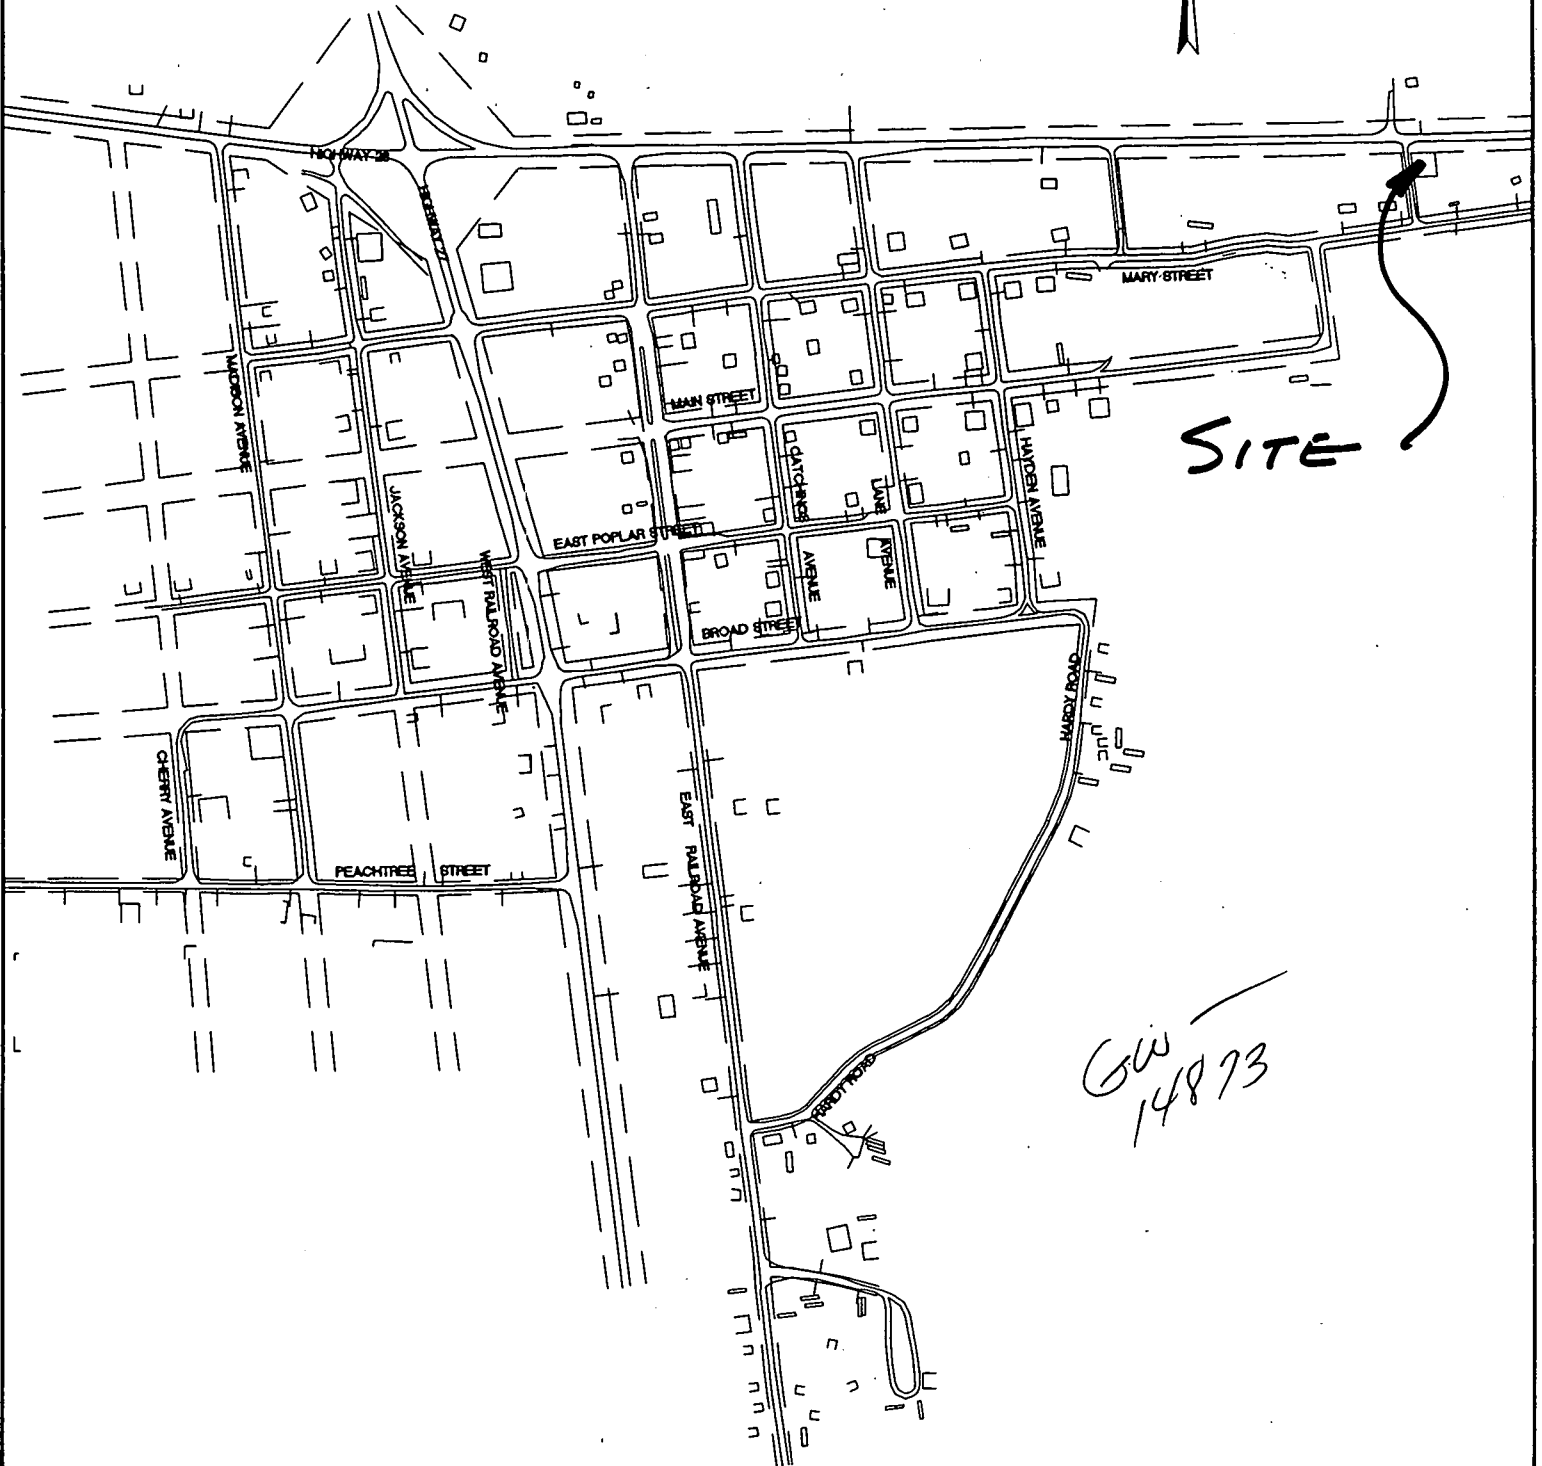 HIGHWAY 28
HIGHWAY 27
MARY STREET
MADISON AVENUE
MAIN STREET
SITE
CATCHINGS
AVENUE
LANE
AVENUE
HAYDEN AVENUE
JACKSON AVENUE
EAST POPLAR STREET
WEST RAILROAD AVENUE
BROAD STREET
HARDY ROAD
CHERRY AVENUE
EAST RAILROAD AVENUE
PEACHTREE STREET
HARDY ROAD
GW
14873